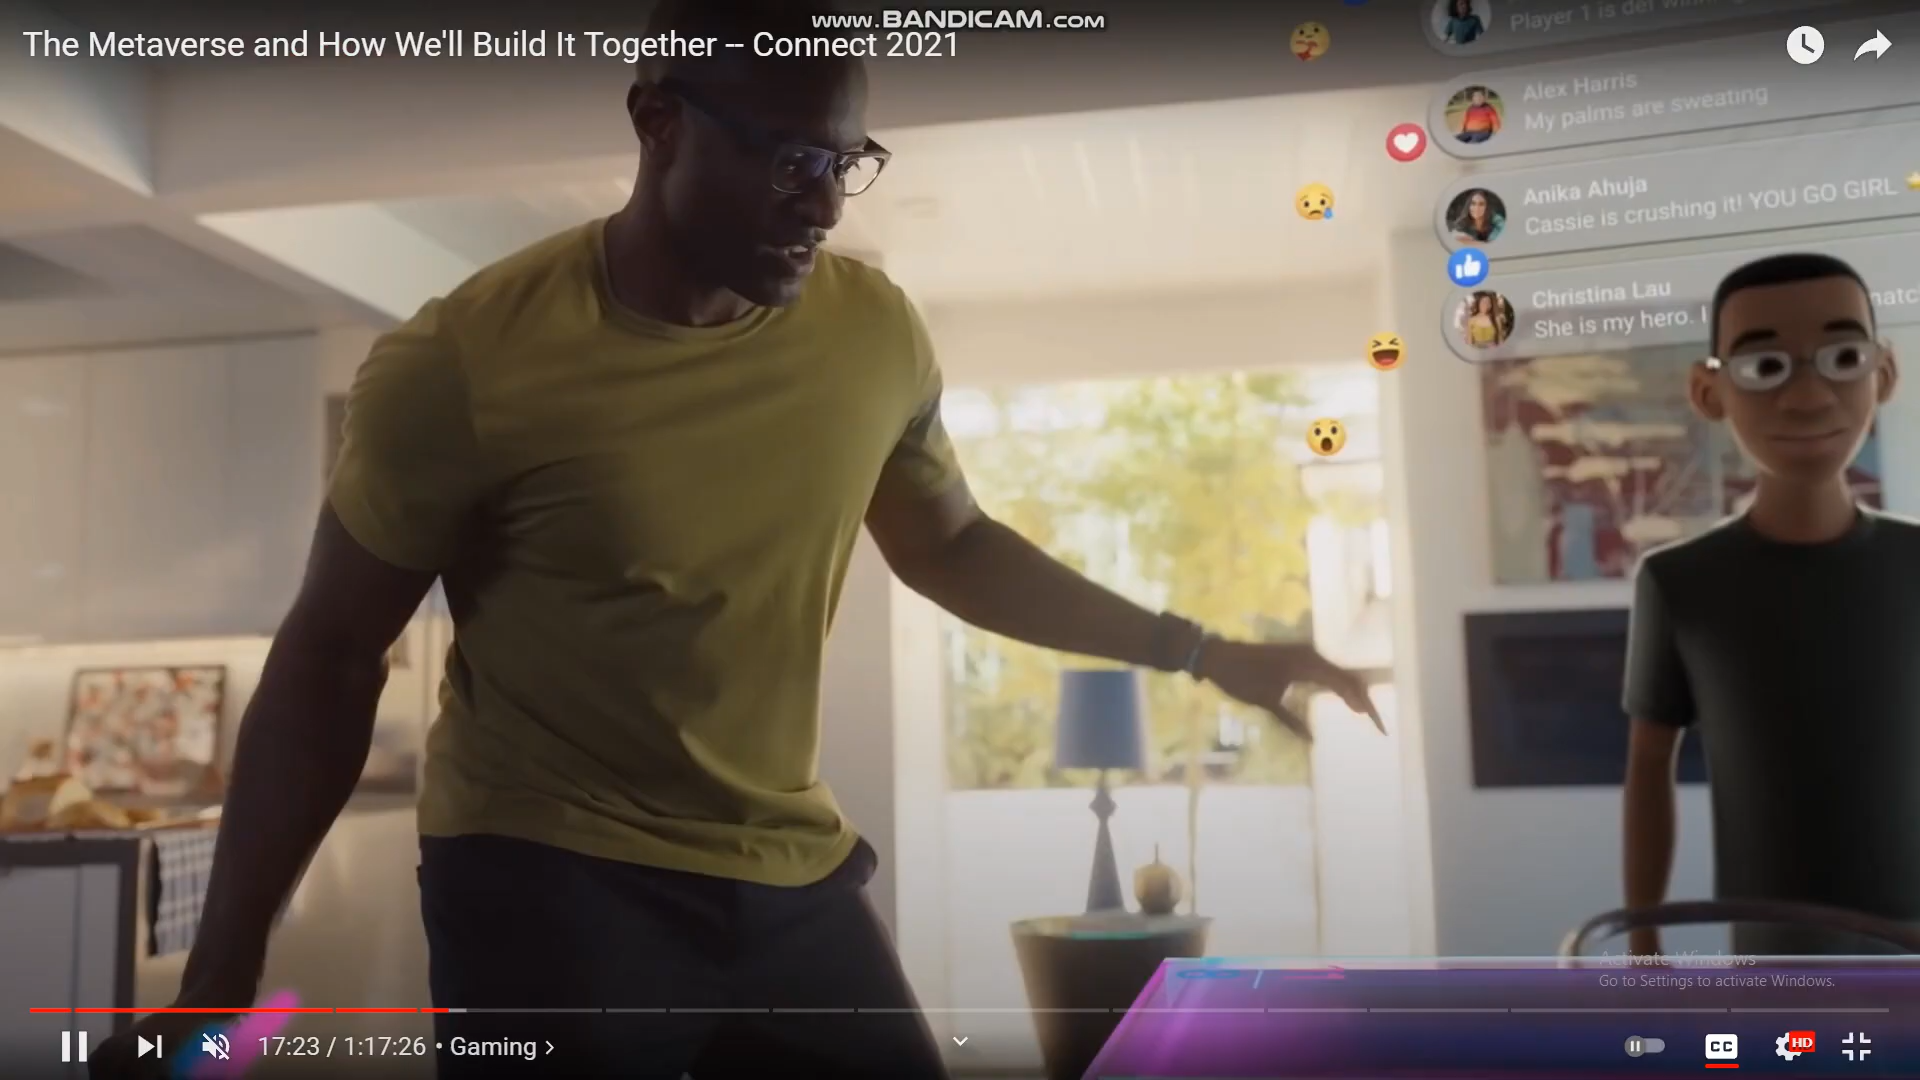 www.BANDICAM.com
The Metaverse and How We'll Build It Together -- Connect 2021
Player 1 is def
Alex Harris
My palms are sweating
Anika Ahuja
Cassie is crushing it! YOU GO GIRL
Christina Lau
She is my hero. I
Activate Windows
Go to Settings to activate Windows.
17:23 / 1:17:26 • Gaming >
CC
HD